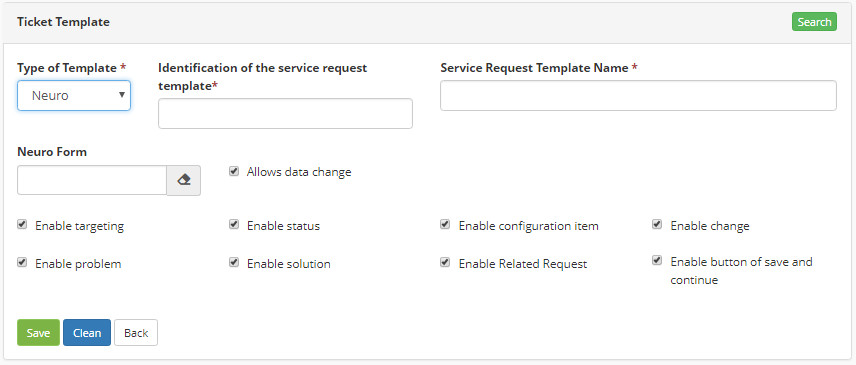 Ticket Template
Search
Type of Template *
Identification of the service request
template*
Service Request Template Name *
Neuro
Neuro Form
Allows data change
Enable targeting
Enable status
Enable configuration item
Enable change
Enable problem
Enable solution
Enable Related Request
Enable button of save and
continue
Save
Clean
Back